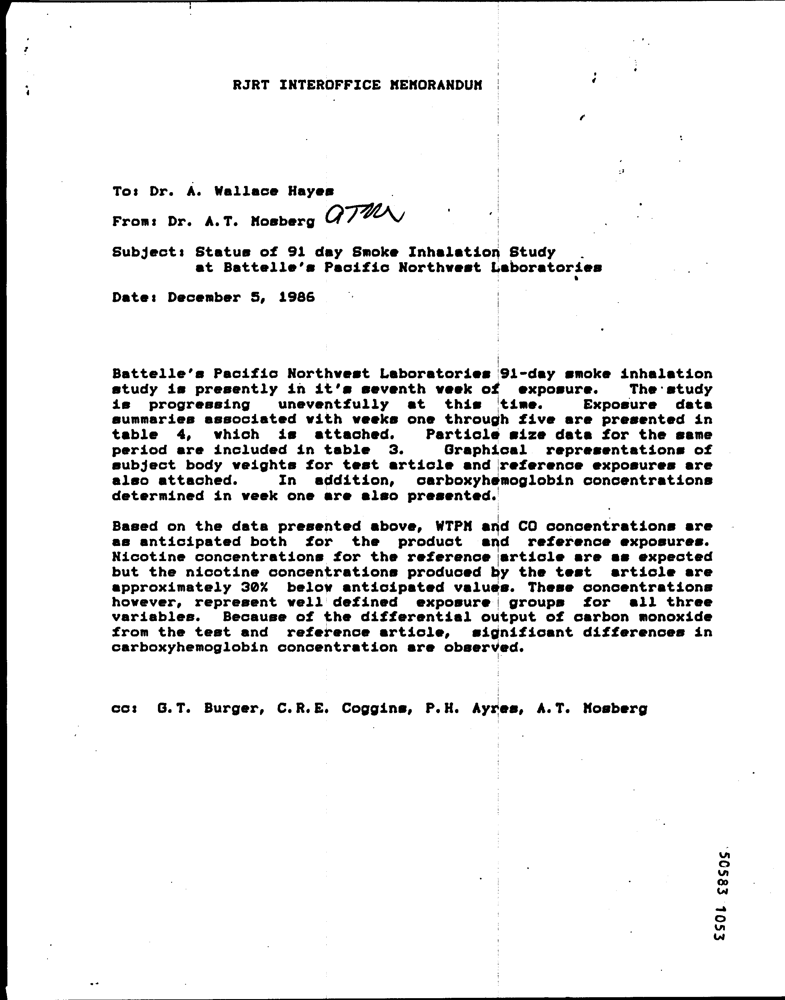 RJRT INTEROFFICE MEMORANDUM
To: Dr. A. Wallace Hayes
From: Dr. A.T. Mosberg ATM
Subject: Status of 91 day Smoke Inhalation Study
at Battelle's Pacific Northwest Laboratories
Date: December 5, 1986
Battelle's Pacific Northwest Laboratories 91-day smoke inhalation
study is presently in it's seventh week of exposure. The study
is progressing uneventfully at this time. Exposure data
summaries associated with weeks one through five are presented in
table 4, which is attached. Particle size data for the same
period are included in table 3. Graphical representations of
subject body weights for test article and reference exposures are
also attached. In addition, carboxyhemoglobin concentrations
determined in week one are also presented.
Based on the data presented above, WTPM and CO concentrations are
as anticipated both for the product and reference exposures.
Nicotine concentrations for the reference article are as expected
but the nicotine concentrations produced by the test article are
approximately 30% below anticipated values. These concentrations
however, represent well defined exposure groups for all three
variables. Because of the differential output of carbon monoxide
from the test and reference article, significant differences in
carboxyhemoglobin concentration are observed.
cc: G.T. Burger, C.R.E. Coggins, P.H. Ayres, A.T. Mosberg
50583 1053